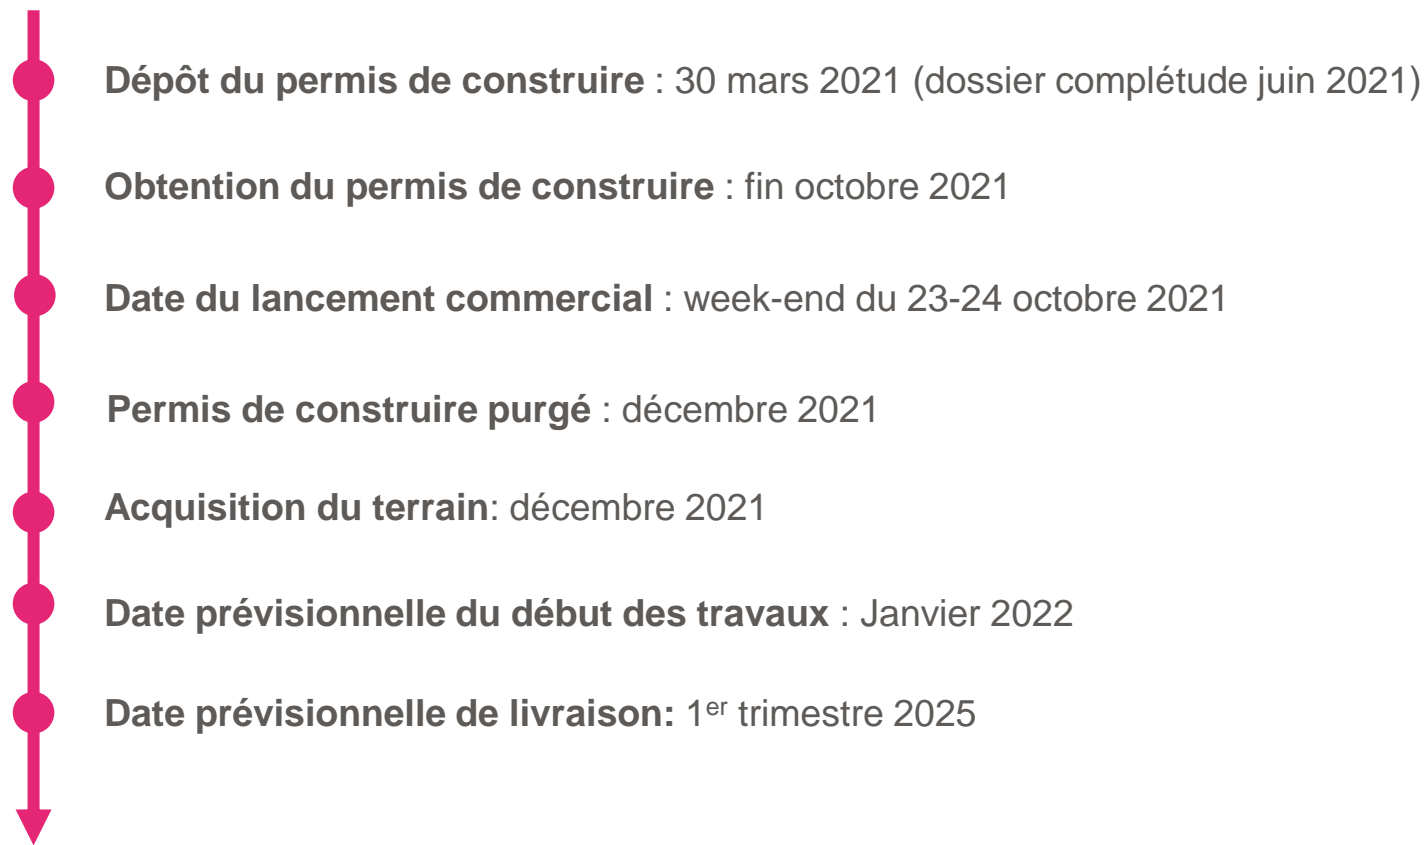 Dépôt du permis de construire : 30 mars 2021 (dossier complétude juin 2021)
Obtention du permis de construire : fin octobre 2021
Date du lancement commercial : week-end du 23-24 octobre 2021
Permis de construire purgé : décembre 2021
Acquisition du terrain: décembre 2021
Date prévisionnelle du début des travaux : Janvier 2022
Date prévisionnelle de livraison: 1er trimestre 2025